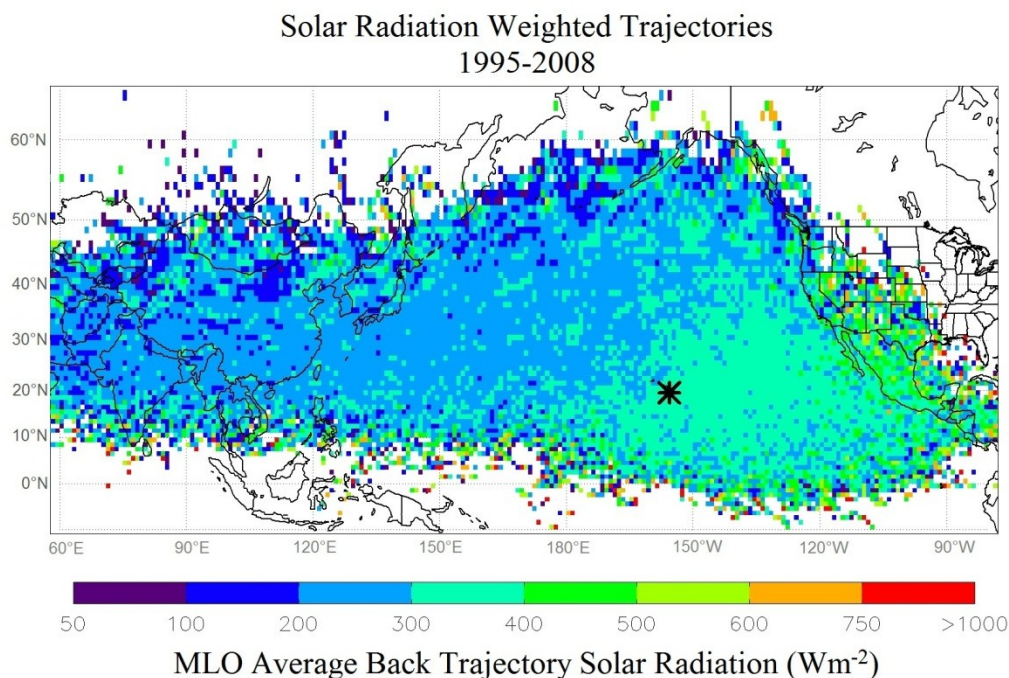 Solar Radiation Weighted Trajectories
1995-2008
60°N
50°N
40°N
30°N
20°N
10°N
0°N
60°E 90°E 120°E 150°E 180°E 150°W 120°W 90°W
50 100 200 300 400 500 600 750 >1000
MLO Average Back Trajectory Solar Radiation (Wm⁻²)